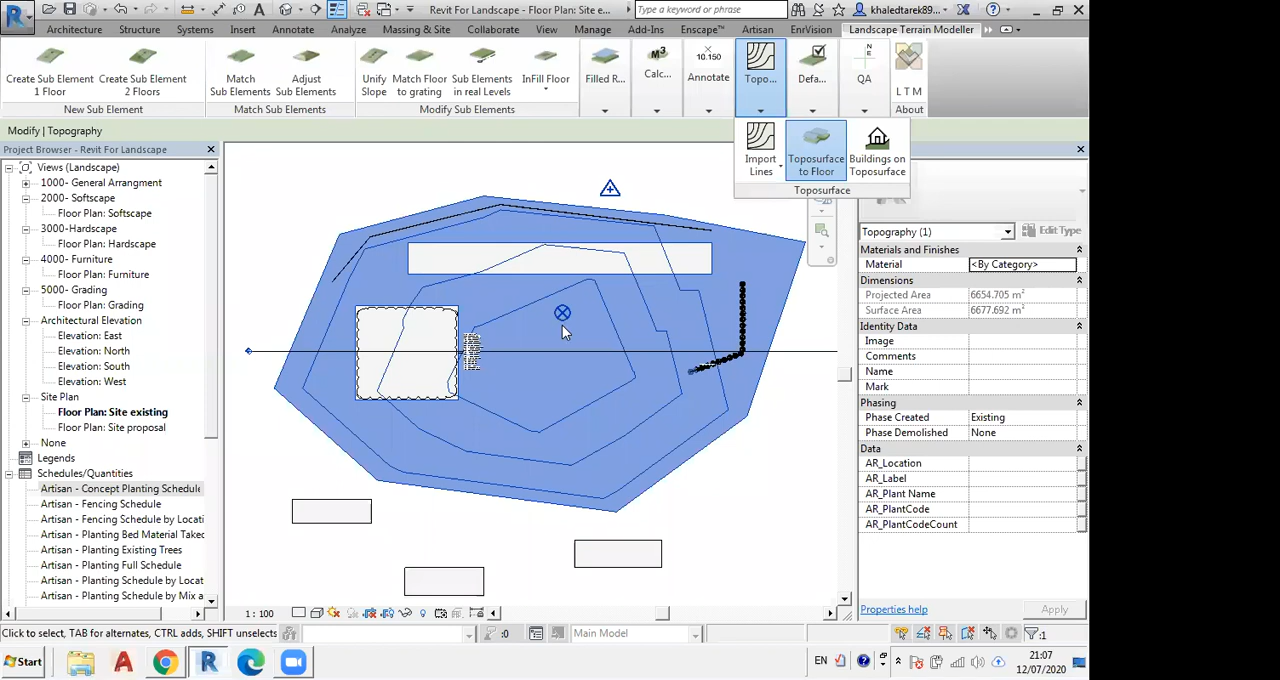 Revit For Landscape - Floor Plan: Site e...
Type a keyword or phrase
khaledtarek89...
Architecture Structure Systems Insert Annotate Analyze Massing & Site Collaborate View Manage Add-Ins Enscape™ Artisan EnVision Landscape Terrain Modeller
Create Sub Element 1 Floor
Create Sub Element 2 Floors
Match Sub Elements
Adjust Sub Elements
Unify Slope
Match Floor to grating
Sub Elements in real Levels
InFill Floor
Filled R...
M³
Calc...
10.150
Annotate
Topo...
Defa...
N
E
QA
L T M
New Sub Element
Match Sub Elements
Modify Sub Elements
About
Import Lines
Toposurface to Floor
Buildings on Toposurface
Toposurface
Modify | Topography
Project Browser - Revit For Landscape
Views (Landscape)
1000- General Arrangment
2000- Softscape
Floor Plan: Softscape
3000-Hardscape
Floor Plan: Hardscape
4000- Furniture
Floor Plan: Furniture
5000- Grading
Floor Plan: Grading
Architectural Elevation
Elevation: East
Elevation: North
Elevation: South
Elevation: West
Site Plan
Floor Plan: Site existing
Floor Plan: Site proposal
None
Legends
Schedules/Quantities
Artisan - Concept Planting Schedule
Artisan - Fencing Schedule
Artisan - Fencing Schedule by Locati
Artisan - Planting Bed Material Takec
Artisan - Planting Existing Trees
Artisan - Planting Full Schedule
Artisan - Planting Schedule by Locat
Artisan - Planting Schedule by Mix a
Topography (1)
Edit Type
Materials and Finishes
Material <By Category>
Dimensions
Projected Area 6654.705 m²
Surface Area 6677.692 m²
Identity Data
Image
Comments
Name
Mark
Phasing
Phase Created Existing
Phase Demolished None
Data
AR_Location
AR_Label
AR_Plant Name
AR_PlantCode
AR_PlantCodeCount
Properties help
Apply
1 : 100
Click to select, TAB for alternates, CTRL adds, SHIFT unselects
:0
Main Model
:1
Start
EN
21:07
12/07/2020